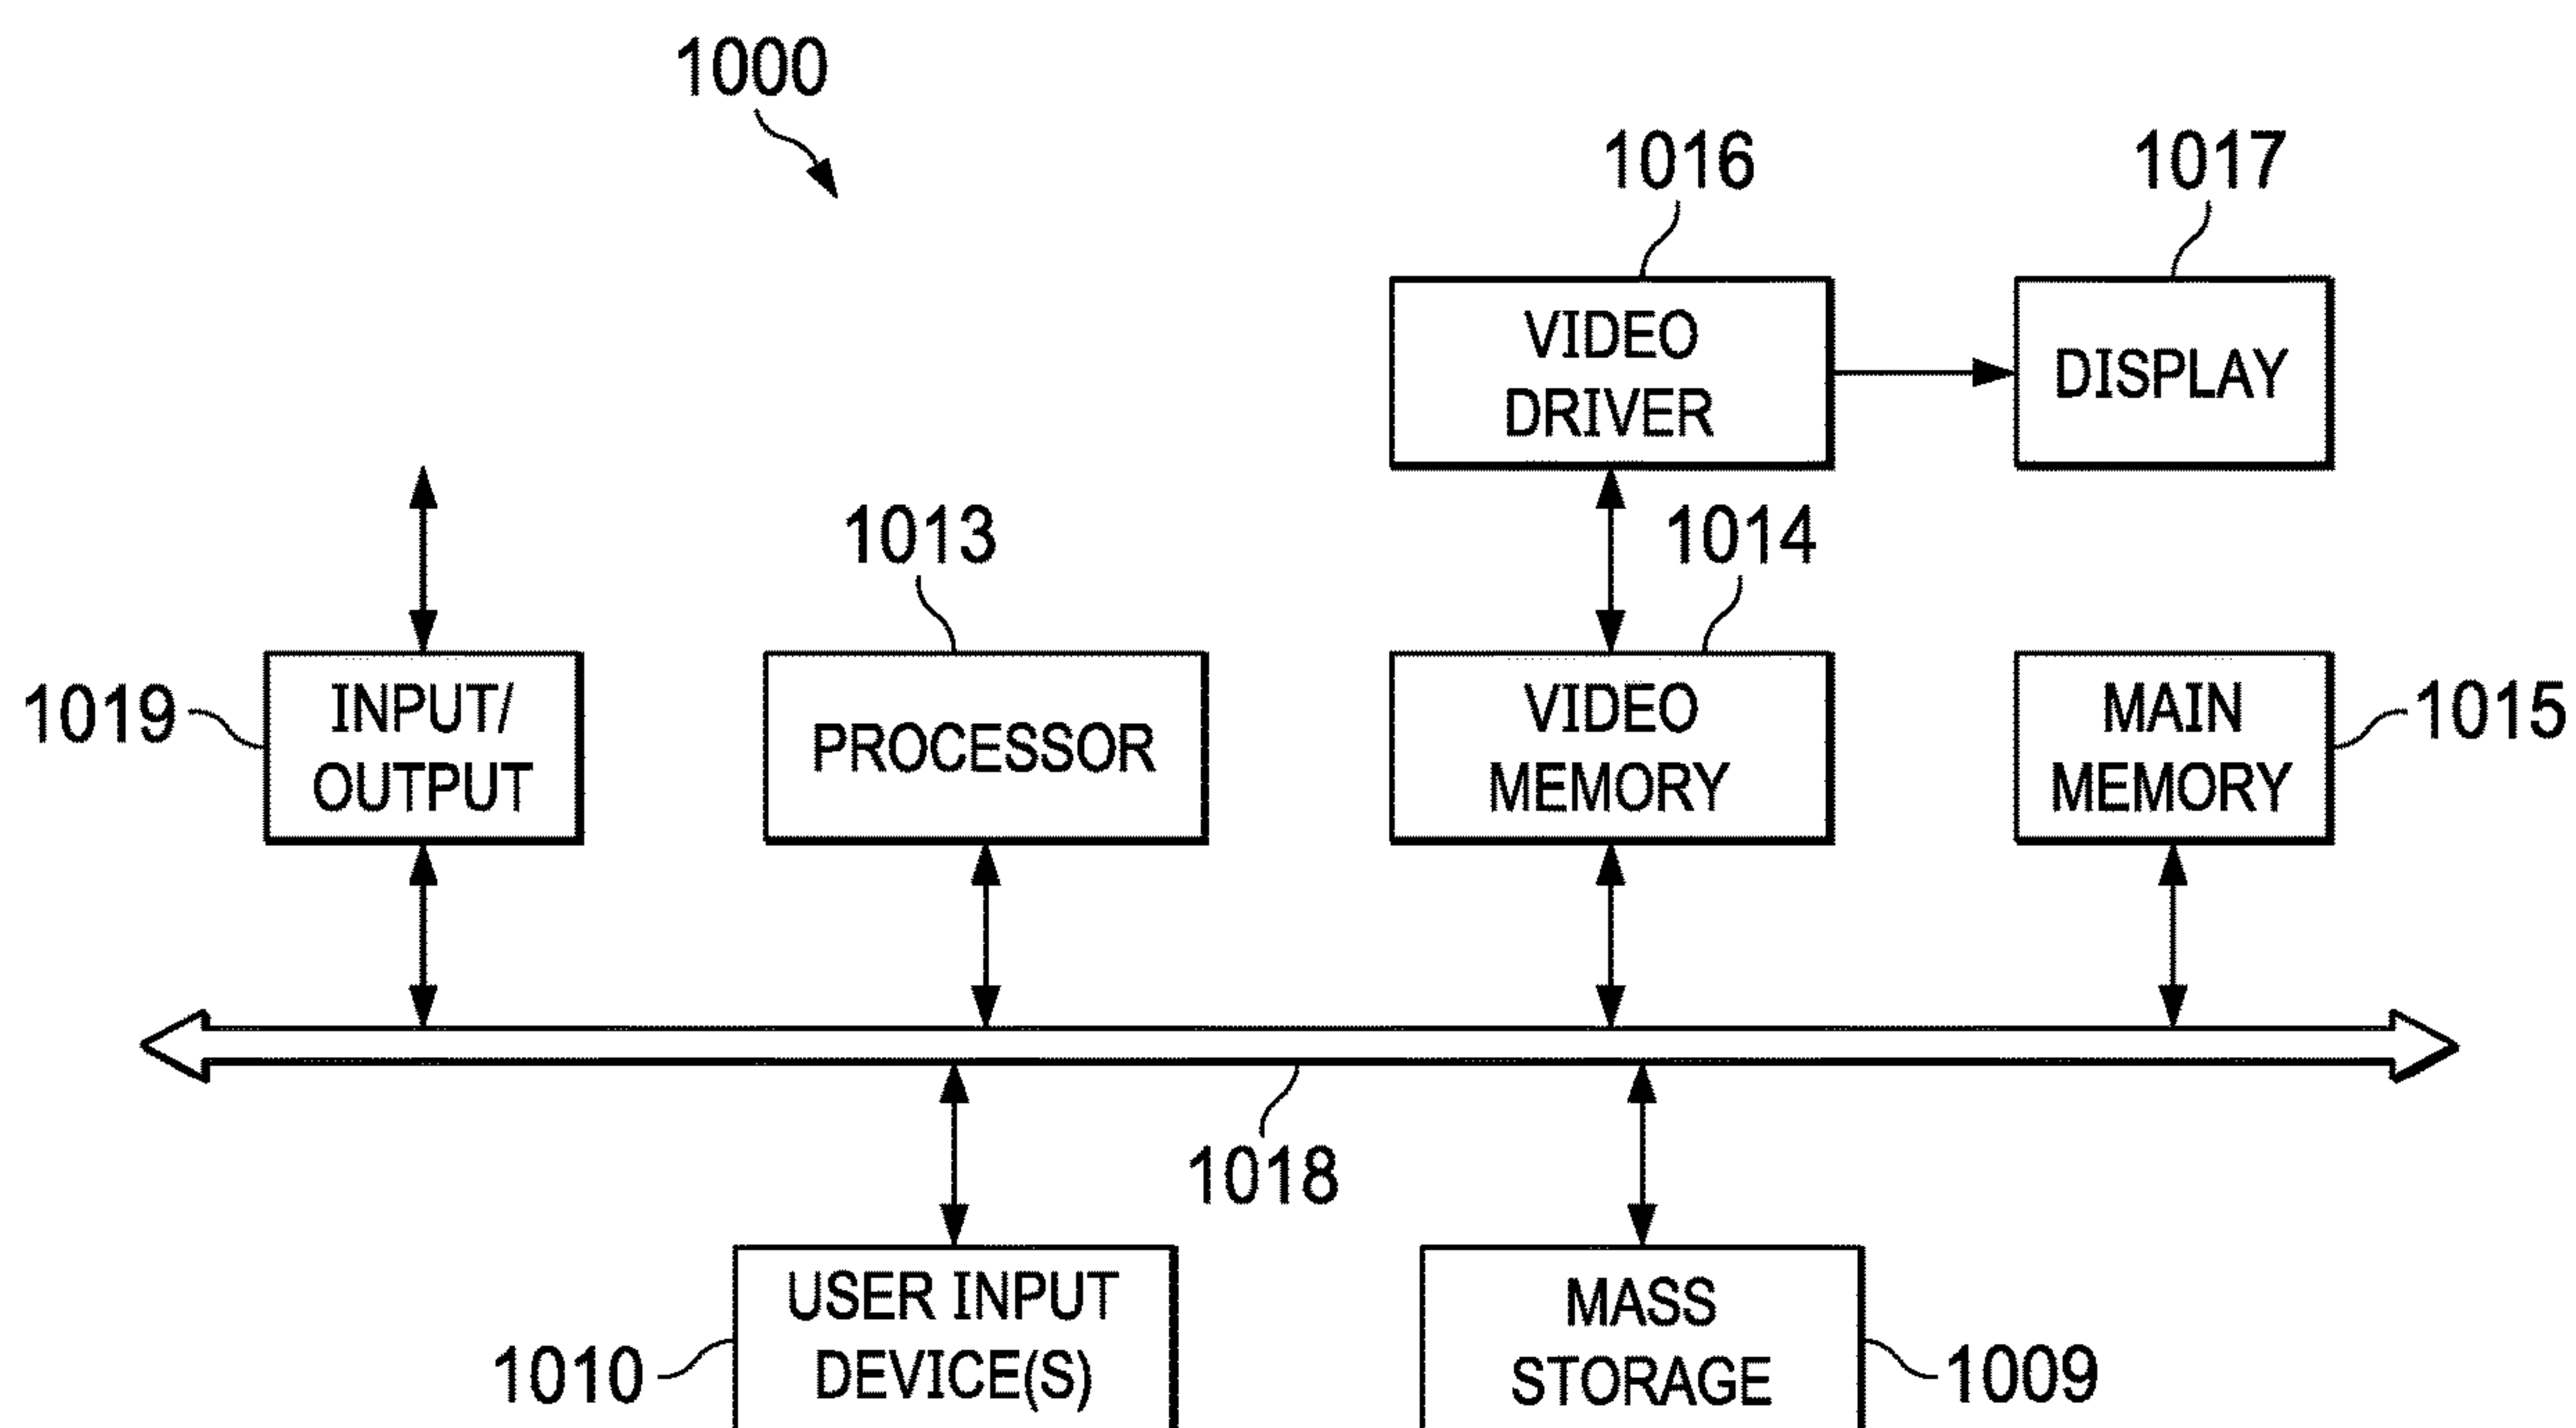 1000
1016
1017
VIDEO
DRIVER
DISPLAY
1013
1014
1019
INPUT/
OUTPUT
PROCESSOR
VIDEO
MEMORY
MAIN
MEMORY
1015
1018
1010
USER INPUT
DEVICE(S)
MASS
STORAGE
1009